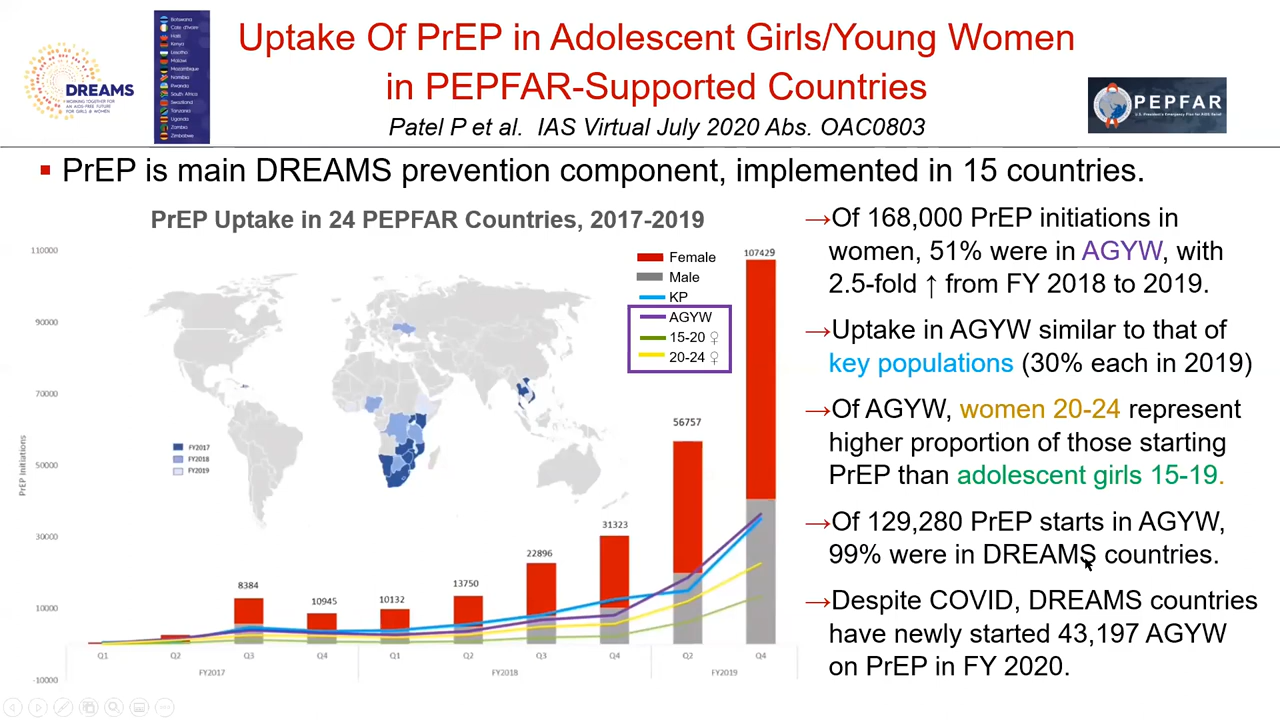 Uptake Of PrEP in Adolescent Girls/Young Women
in PEPFAR-Supported Countries
Patel P et al. IAS Virtual July 2020 Abs. OAC0803
DREAMS
WORKING TOGETHER FOR
AN AIDS-FREE FUTURE
FOR GIRLS & WOMEN
Botswana
Cote d'Ivoire
Haiti
Kenya
Lesotho
Malawi
Mozambique
Namibia
Rwanda
South Africa
Swaziland
Tanzania
Uganda
Zambia
Zimbabwe
PEPFAR
U.S. President's Emergency Plan for AIDS Relief
▪ PrEP is main DREAMS prevention component, implemented in 15 countries.
PrEP Uptake in 24 PEPFAR Countries, 2017-2019
PrEP Initiations
110000
90000
70000
50000
30000
10000
-10000
Female
Male
KP
AGYW
15-20 ♀
20-24 ♀
FY2017
FY2018
FY2019
8384
10945
10132
13750
22896
31323
56757
107429
Q1 Q2 Q3 Q4 Q1 Q2 Q3 Q4 Q2 Q4
FY2017 FY2018 FY2019
→Of 168,000 PrEP initiations in
women, 51% were in AGYW, with
2.5-fold ↑ from FY 2018 to 2019.
→Uptake in AGYW similar to that of
key populations (30% each in 2019)
→Of AGYW, women 20-24 represent
higher proportion of those starting
PrEP than adolescent girls 15-19.
→Of 129,280 PrEP starts in AGYW,
99% were in DREAMS countries.
→Despite COVID, DREAMS countries
have newly started 43,197 AGYW
on PrEP in FY 2020.